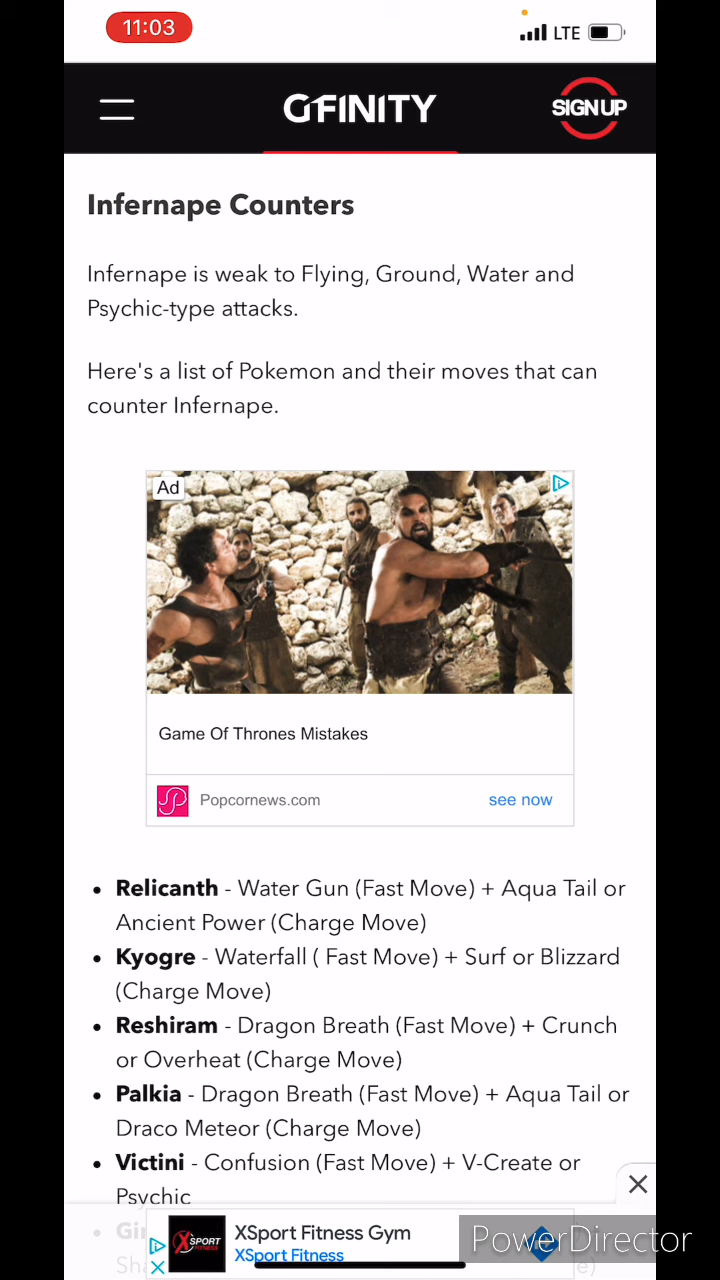 11:03
LTE
GFINITY
SIGN UP
Infernape Counters
Infernape is weak to Flying, Ground, Water and
Psychic-type attacks.
Here's a list of Pokemon and their moves that can
counter Infernape.
Ad
Game Of Thrones Mistakes
Popcornews.com
see now
• Relicanth - Water Gun (Fast Move) + Aqua Tail or
Ancient Power (Charge Move)
• Kyogre - Waterfall ( Fast Move) + Surf or Blizzard
(Charge Move)
• Reshiram - Dragon Breath (Fast Move) + Crunch
or Overheat (Charge Move)
• Palkia - Dragon Breath (Fast Move) + Aqua Tail or
Draco Meteor (Charge Move)
• Victini - Confusion (Fast Move) + V-Create or
Psychic
XSPORT
FITNESS
XSport Fitness Gym
XSport Fitness
PowerDirector